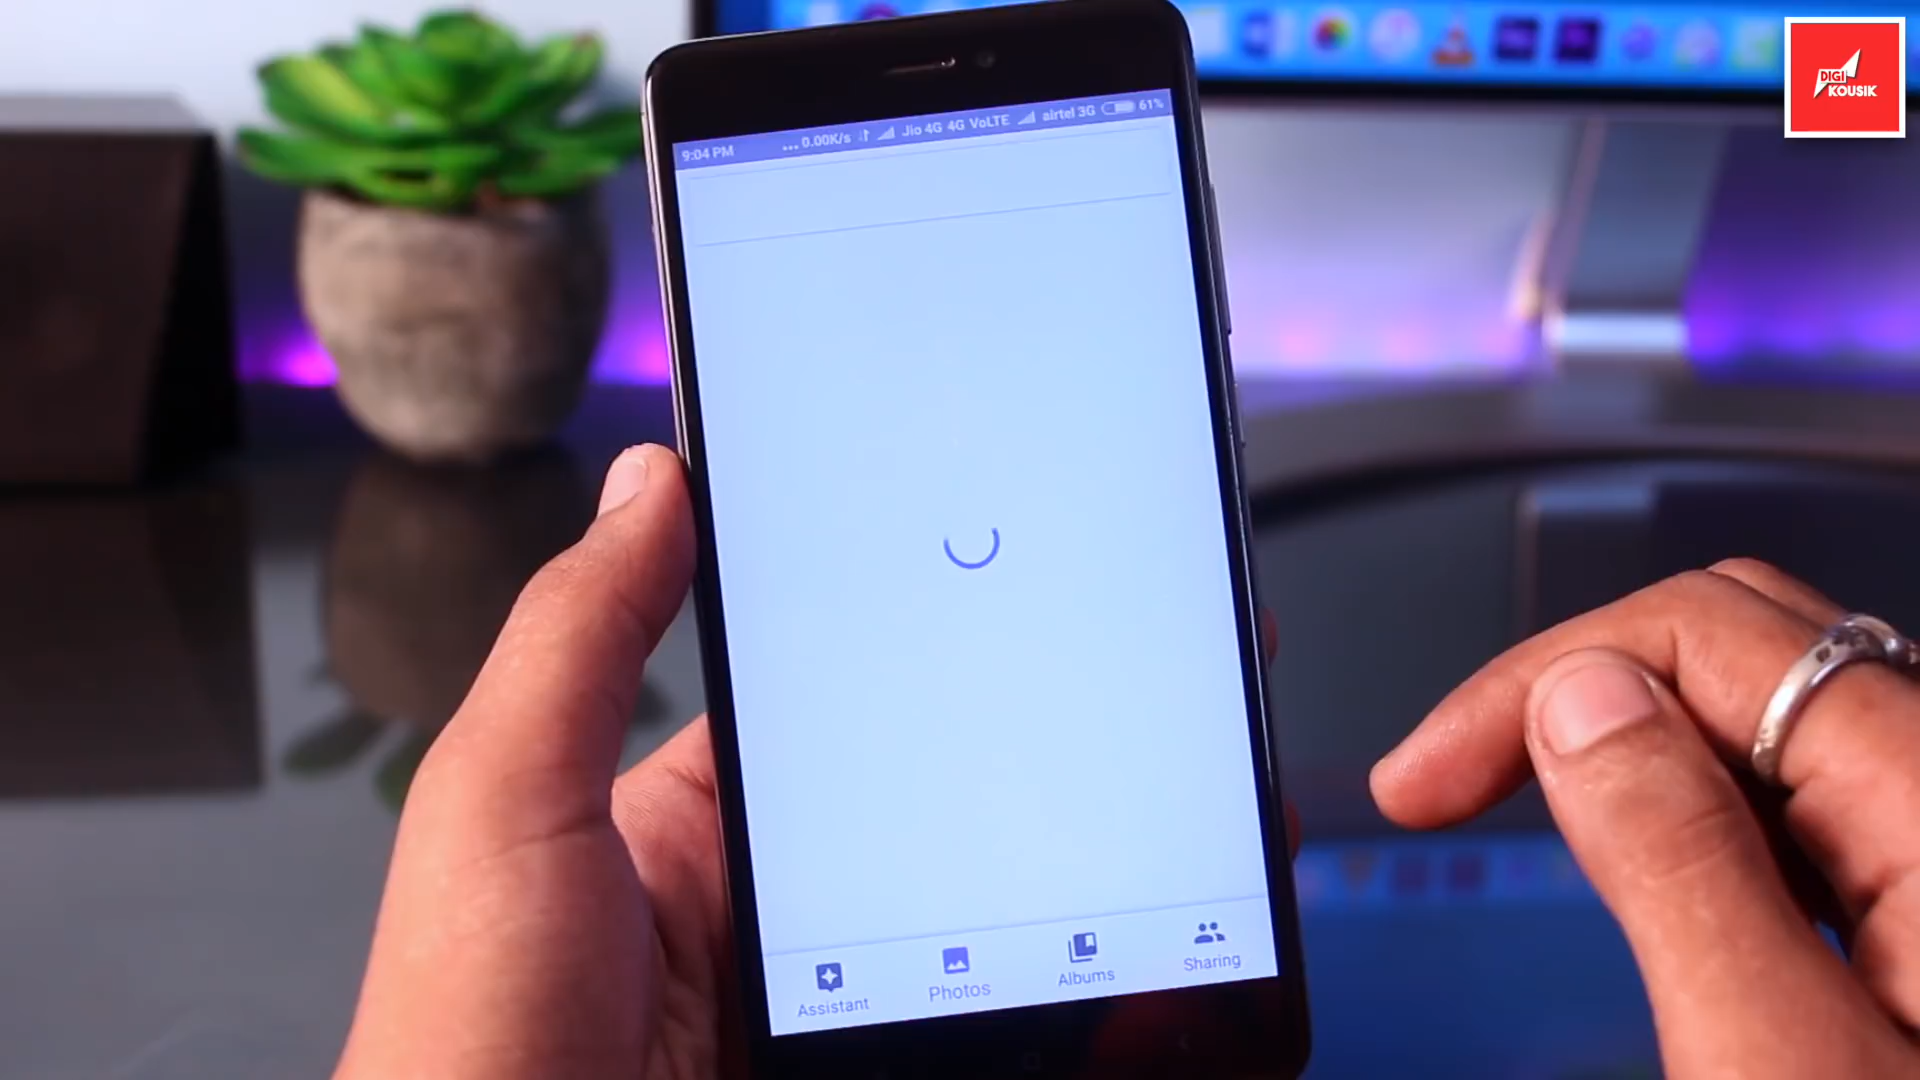 DIGI
KOUSIK
9:04 PM ... 0.00K/s Jio 4G 4G VoLTE airtel 3G 61%
Assistant Photos Albums Sharing